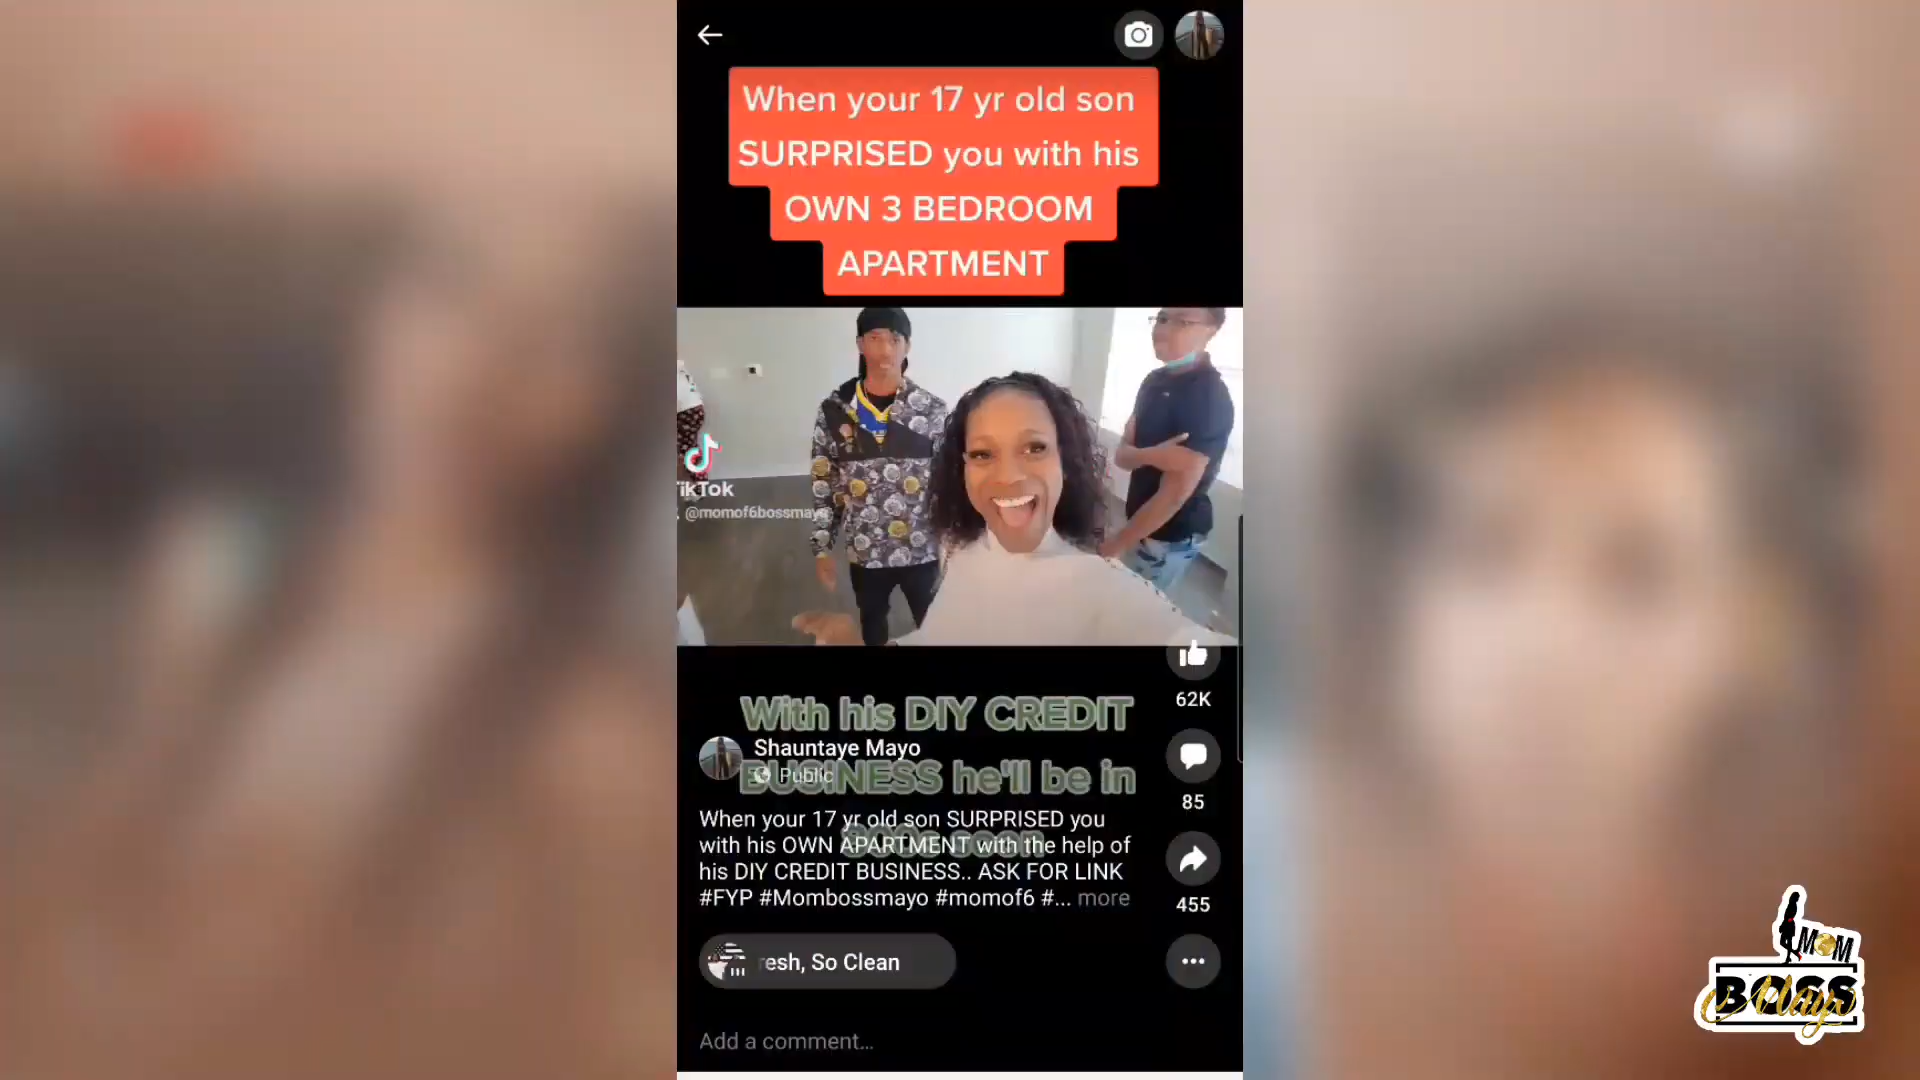 When your 17 yr old son
SURPRISED you with his
OWN 3 BEDROOM
APARTMENT
TikTok
@momof6bossmayo
62K
With his DIY CREDIT
Shauntaye Mayo
Public
BUSINESS he'll be in
85
When your 17 yr old son SURPRISED you
with his OWN APARTMENT with the help of
800s soon
his DIY CREDIT BUSINESS.. ASK FOR LINK
#FYP #Mombossmayo #momof6 #... more
455
resh, So Clean
Add a comment...
MOM
BOSS
Mayo